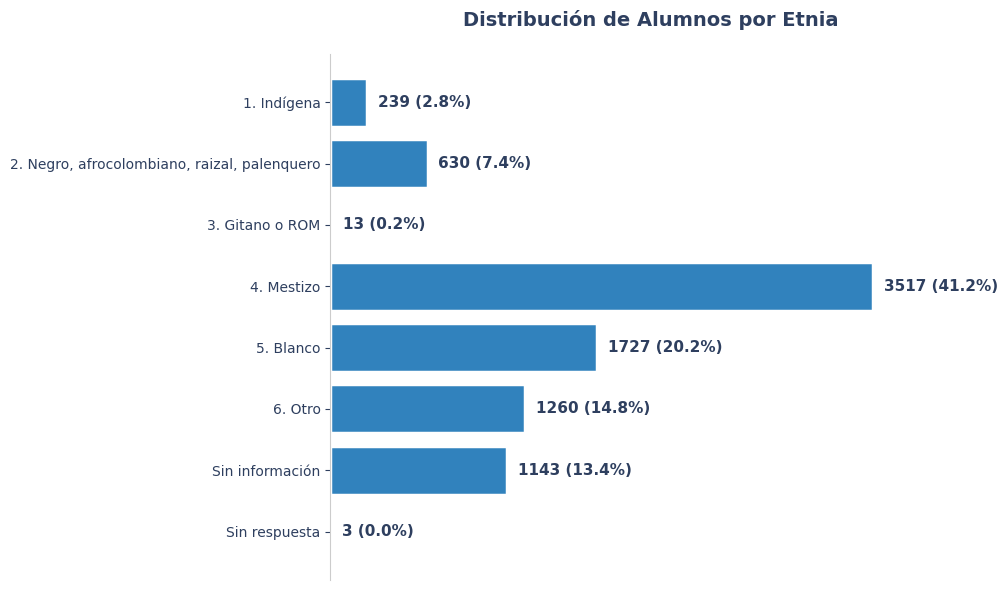 Distribución de Alumnos por Etnia
1. Indígena 239 (2.8%)
2. Negro, afrocolombiano, raizal, palenquero 630 (7.4%)
3. Gitano o ROM 13 (0.2%)
4. Mestizo 3517 (41.2%)
5. Blanco 1727 (20.2%)
6. Otro 1260 (14.8%)
Sin información 1143 (13.4%)
Sin respuesta 3 (0.0%)